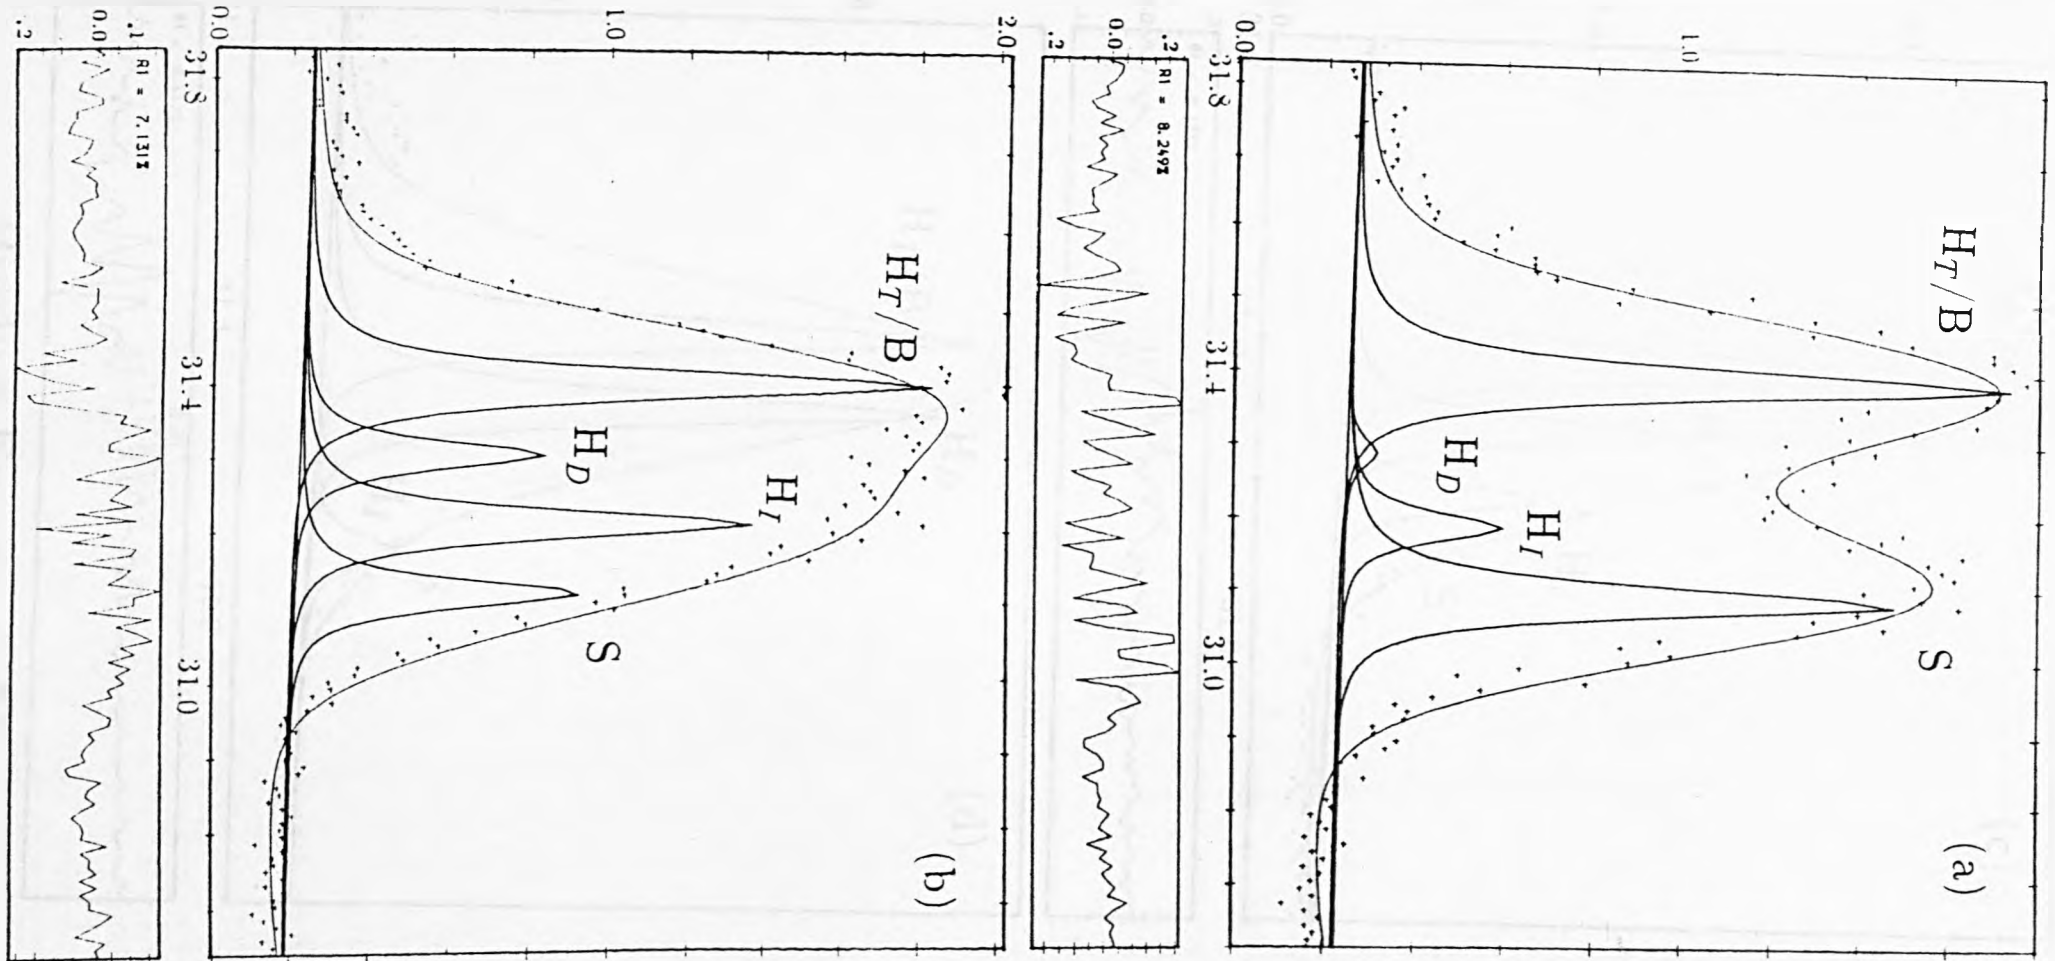 (a)
H_T/B
S
1.0
H_I
H_D
0.0
31.8 31.4 31.0
.2
R1 = 8.249%
0.0
.2
2.0
(b)
H_T/B
H_I
1.0
S
H_D
0.0
31.8 31.4 31.0
.1
R1 = 7.131%
0.0
.2